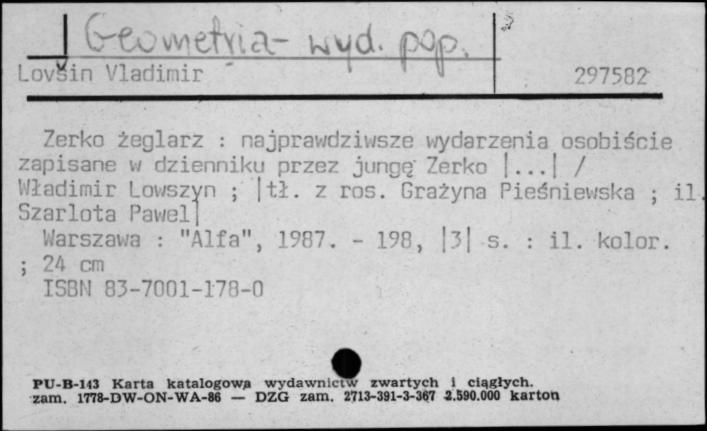 Geometria - wyd. pop.
Lovšin Vladimir 297582
Zerko żeglarz : najprawdziwsze wydarzenia osobiście
zapisane w dzienniku przez jungę Zerko |...| /
Władimir Lowszyn ; |tł. z ros. Grażyna Pieśniewska ; il.
Szarlota Pawel|
Warszawa : "Alfa", 1987. - 198, |3| s. : il. kolor.
; 24 cm
ISBN 83-7001-178-0
PU-B-143 Karta katalogowa wydawnictw zwartych i ciągłych.
zam. 1778-DW-ON-WA-86 — DZG zam. 2713-391-3-367 2.590.000 karton